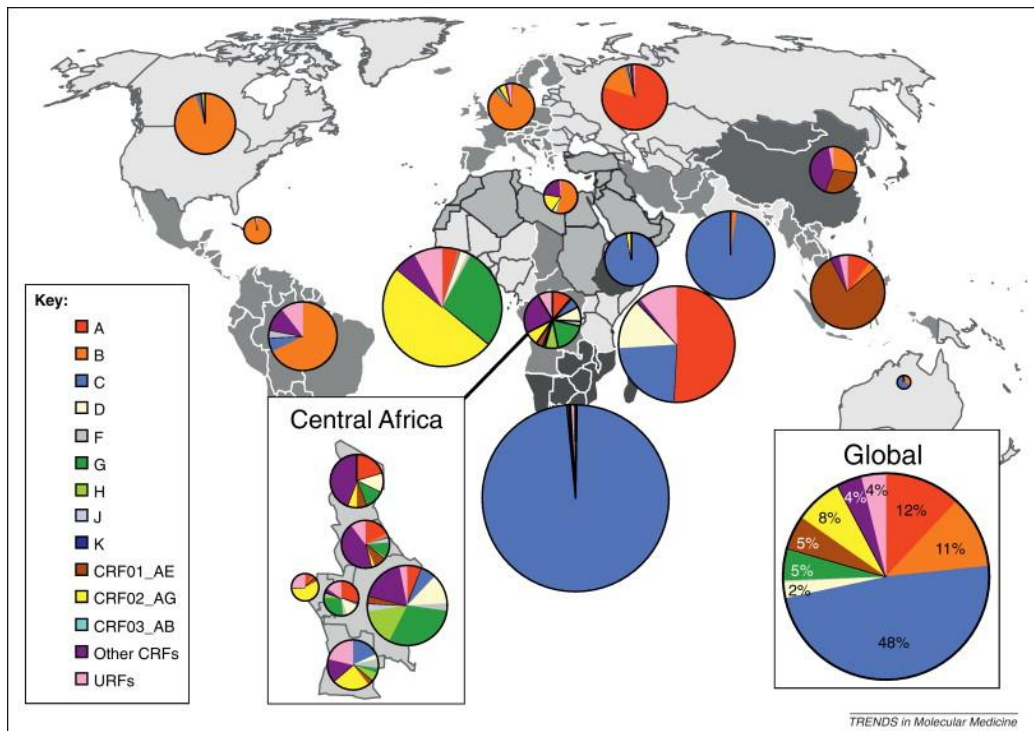 Key:
A
B
C
D
F
G
H
J
K
CRF01_AE
CRF02_AG
CRF03_AB
Other CRFs
URFs
Central Africa
Global
4%
4%
12%
8%
11%
5%
5%
2%
48%
TRENDS in Molecular Medicine